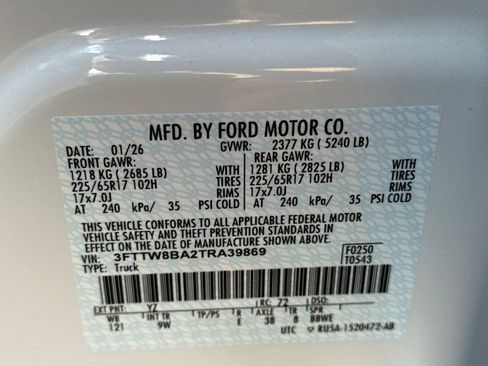 MFD. BY FORD MOTOR CO.
DATE: 01/26 GVWR: 2377 KG ( 5240 LB)
FRONT GAWR: REAR GAWR:
1218 KG ( 2685 LB) WITH 1281 KG ( 2825 LB) WITH
225/65R17 102H TIRES 225/65R17 102H TIRES
17x7.0J RIMS 17x7.0J RIMS
AT 240 kPa/ 35 PSI COLD AT 240 kPa/ 35 PSI COLD
THIS VEHICLE CONFORMS TO ALL APPLICABLE FEDERAL MOTOR
VEHICLE SAFETY AND THEFT PREVENTION STANDARDS IN
EFFECT ON THE DATE OF MANUFACTURE SHOWN ABOVE.
VIN: 3FTTW8BA2TRA39869 F0250
TYPE: Truck T0543
EXT PNT: YZ RC: 72 DSO:
WB INT TR TP/PS R AXLE TR S
121 9W E 38 8 BBWE
UTC RU5A-1520472-AB